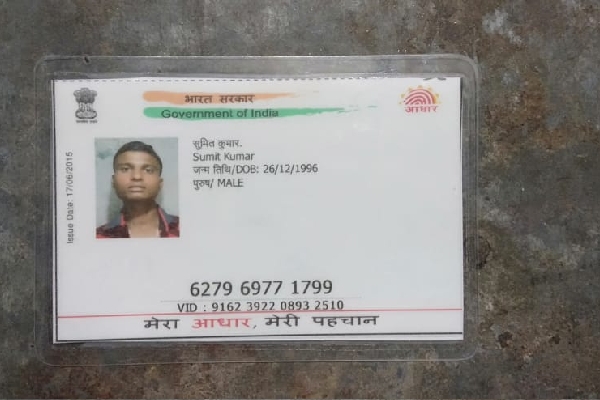 भारत सरकार
Government of India
आधार
Issue Date: 17/06/2015
सुमित कुमार.
Sumit Kumar
जन्म तिथि/DOB: 26/12/1996
पुरुष/ MALE
6279 6977 1799
VID : 9162 3922 0893 2510
मेरा आधार, मेरी पहचान